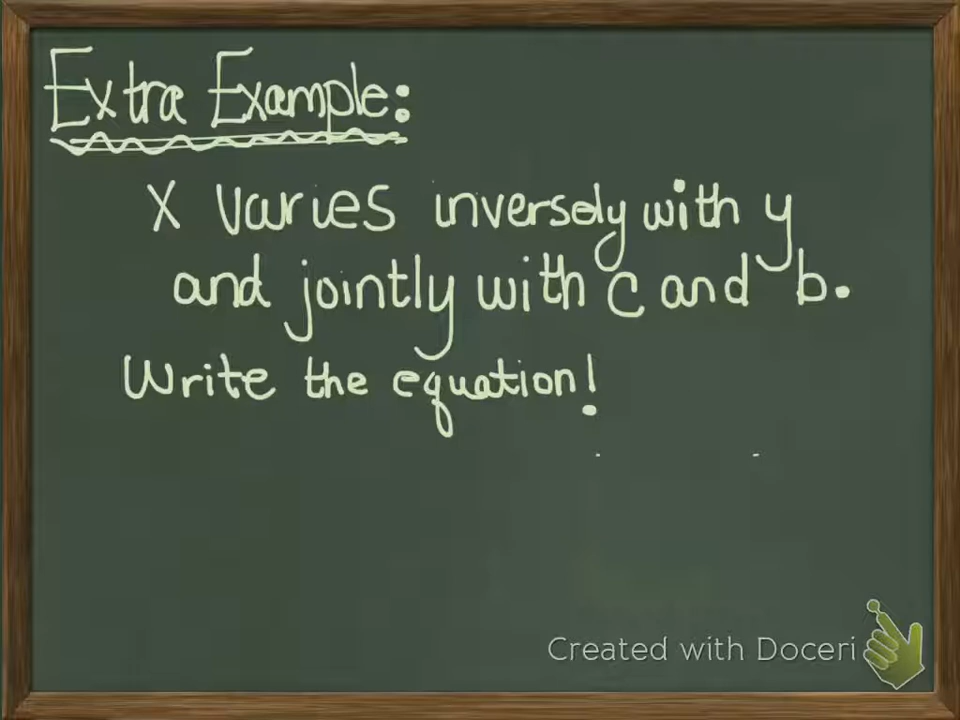 Extra Example:
X varies inversely with y
and jointly with c and b.
Write the equation!
Created with Doceri